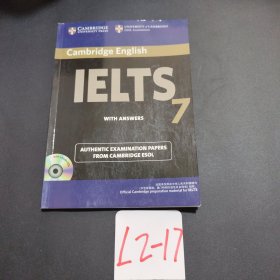 CAMBRIDGE
UNIVERSITY PRESS
UNIVERSITY of CAMBRIDGE
ESOL Examinations
Cambridge English
IELTS
7
WITH ANSWERS
AUTHENTIC EXAMINATION PAPERS
FROM CAMBRIDGE ESOL
Official Cambridge preparation material for IELTS
L2-17